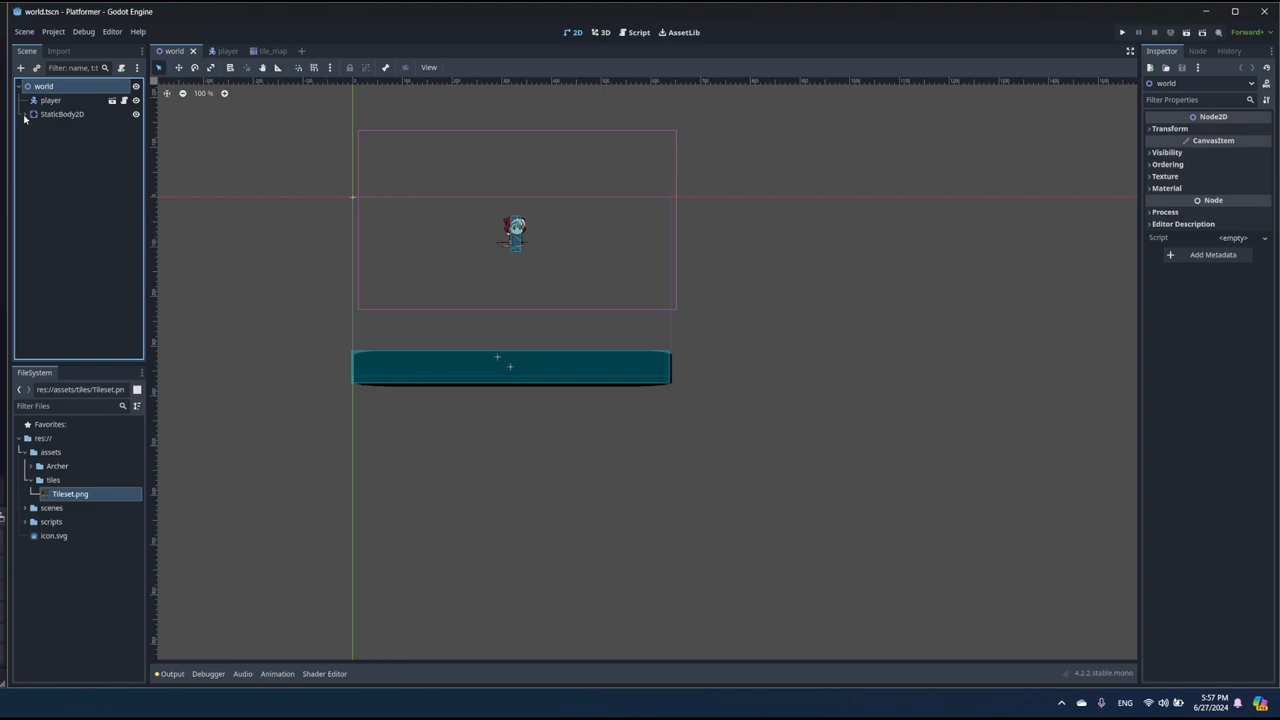 world.tscn - Platformer - Godot Engine
Scene Project Debug Editor Help
2D 3D Script AssetLib
Forward+
Scene Import
world player tile_map
Inspector Node History
Filter: name, t:t
View
100 %
world
player
StaticBody2D
world
Filter Properties
Node2D
Transform
CanvasItem
Visibility
Ordering
Texture
Material
Node
Process
Editor Description
Script <empty>
Add Metadata
FileSystem
res://assets/tiles/Tileset.pn
Filter Files
Favorites:
res://
assets
Archer
tiles
Tileset.png
scenes
scripts
icon.svg
Output Debugger Audio Animation Shader Editor
4.2.2.stable.mono
ENG
5:57 PM
6/27/2024